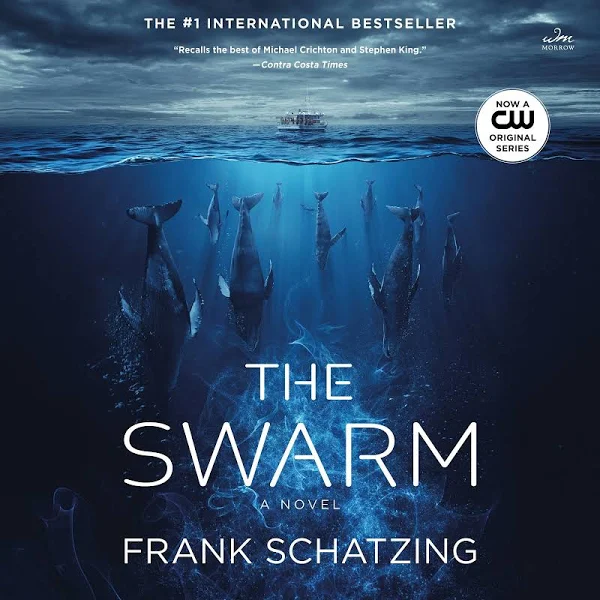 THE #1 INTERNATIONAL BESTSELLER
“Recalls the best of Michael Crichton and Stephen King.”
—Contra Costa Times
wm
MORROW
NOW A
CW
ORIGINAL
SERIES
THE
SWARM
A NOVEL
FRANK SCHATZING